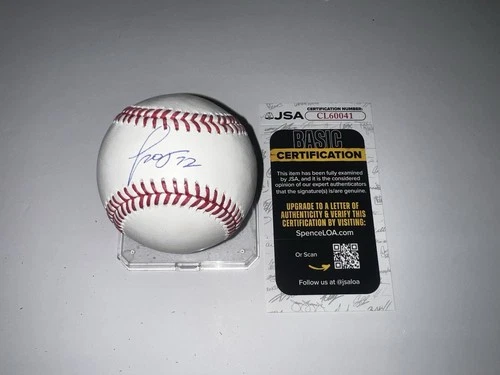 72
JSA
CERTIFICATION NUMBER:
CL60041
BASIC
CERTIFICATION
This item has been fully examined
by JSA, and it is the considered
opinion of our expert authenticators
that the signature(s) is/are genuine.
UPGRADE TO A LETTER OF
AUTHENTICITY & VERIFY THIS
CERTIFICATION BY VISITING:
SpenceLOA.com
Or Scan
Follow us @jsaloa